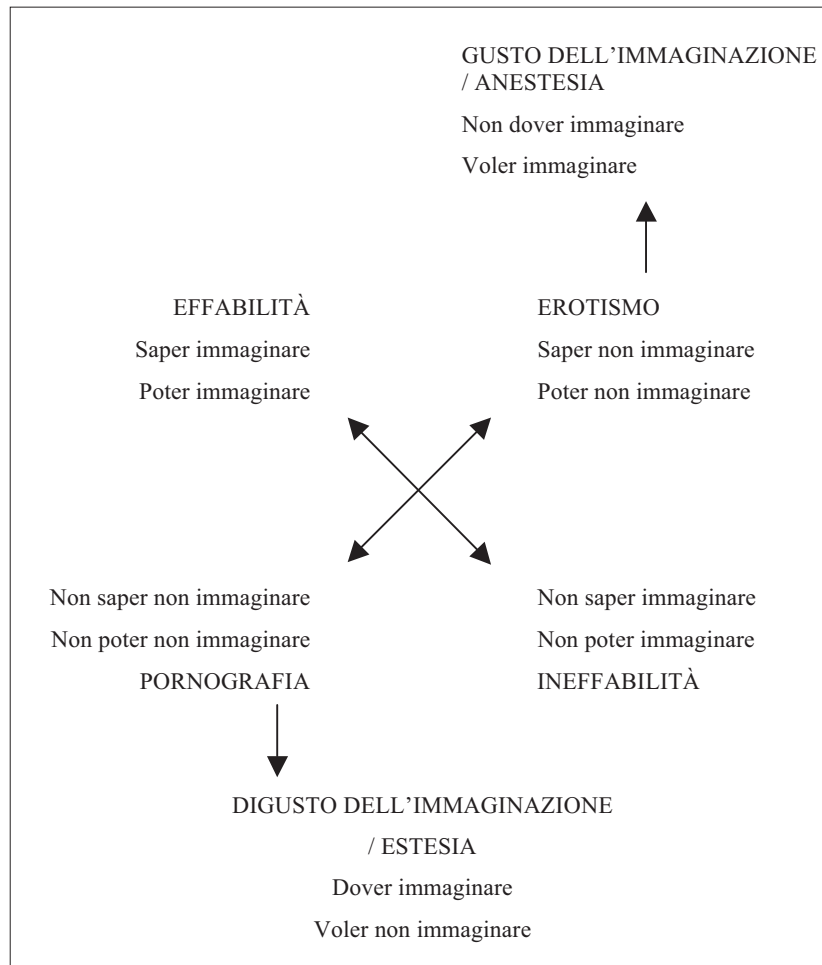 GUSTO DELL’IMMAGINAZIONE
/ ANESTESIA
Non dover immaginare
Voler immaginare
EFFABILITÀ
Saper immaginare
Poter immaginare
EROTISMO
Saper non immaginare
Poter non immaginare
Non saper non immaginare
Non poter non immaginare
PORNOGRAFIA
Non saper immaginare
Non poter immaginare
INEFFABILITÀ
DIGUSTO DELL’IMMAGINAZIONE
/ ESTESIA
Dover immaginare
Voler non immaginare